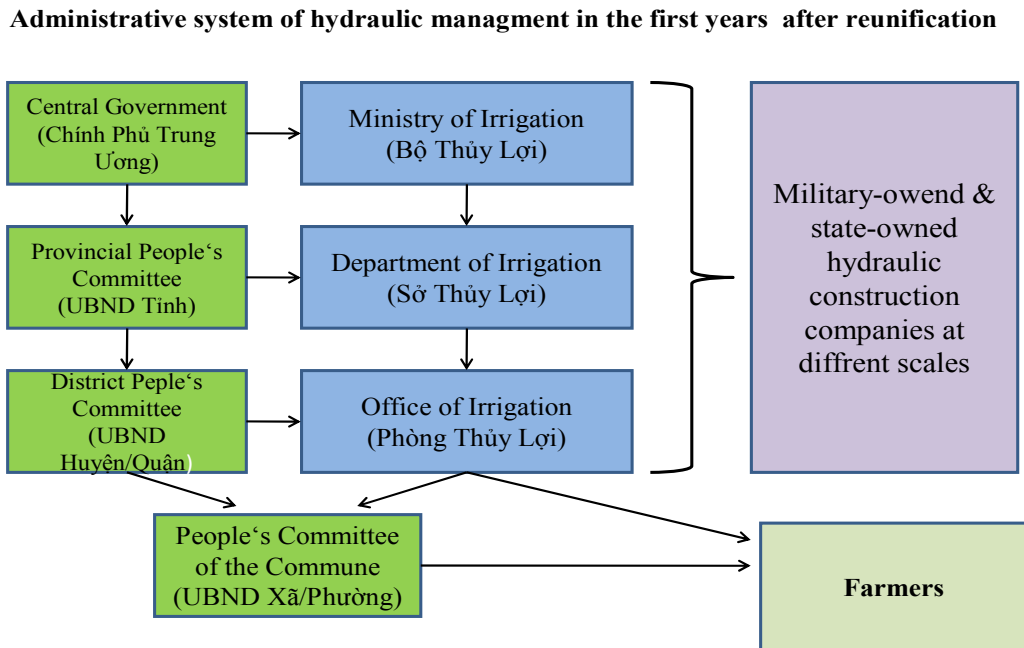 Administrative system of hydraulic managment in the first years after reunification
Central Government
(Chính Phủ Trung
Ương)
Ministry of Irrigation
(Bộ Thủy Lợi)
Military-owend &
state-owned
hydraulic
construction
companies at
diffrent scales
Provincial People‘s
Committee
(UBND Tỉnh)
Department of Irrigation
(Sở Thủy Lợi)
District Peple‘s
Committee
(UBND
Huyện/Quận)
Office of Irrigation
(Phòng Thủy Lợi)
People‘s Committee
of the Commune
(UBND Xã/Phường)
Farmers